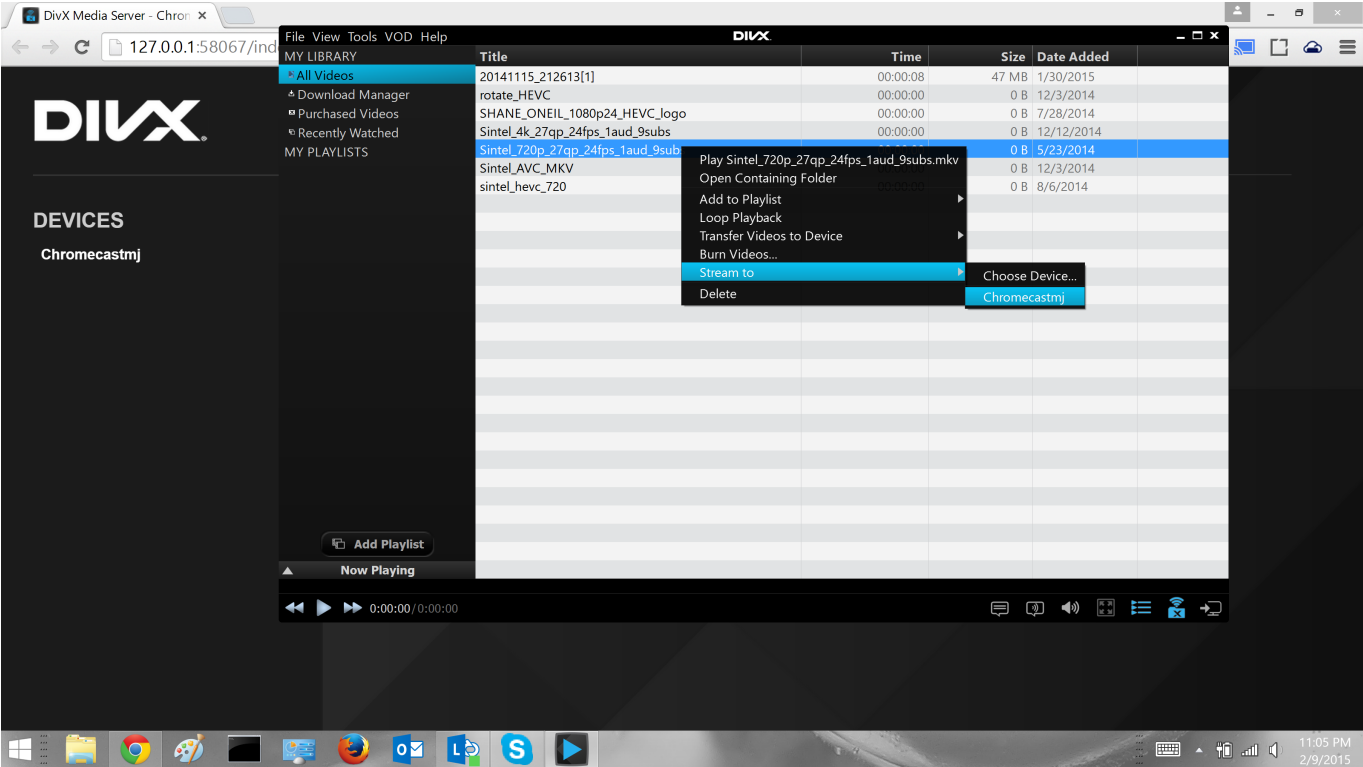 DivX Media Server - Chron
127.0.0.1:58067/ind
DIVX.
DEVICES
Chromecastmj
File View Tools VOD Help
DIVX.
MY LIBRARY
All Videos
Download Manager
Purchased Videos
Recently Watched
MY PLAYLISTS
Title Time Size Date Added
20141115_212613[1] 00:00:08 47 MB 1/30/2015
rotate_HEVC 00:00:00 0 B 12/3/2014
SHANE_ONEIL_1080p24_HEVC_logo 00:00:00 0 B 7/28/2014
Sintel_4k_27qp_24fps_1aud_9subs 00:00:00 0 B 12/12/2014
Sintel_720p_27qp_24fps_1aud_9sub 0 B 5/23/2014
Sintel_AVC_MKV 0 B 12/3/2014
sintel_hevc_720 0 B 8/6/2014
Play Sintel_720p_27qp_24fps_1aud_9subs.mkv
Open Containing Folder
Add to Playlist
Loop Playback
Transfer Videos to Device
Burn Videos...
Stream to
Delete
Choose Device...
Chromecastmj
Add Playlist
Now Playing
0:00:00/0:00:00
11:05 PM
2/9/2015